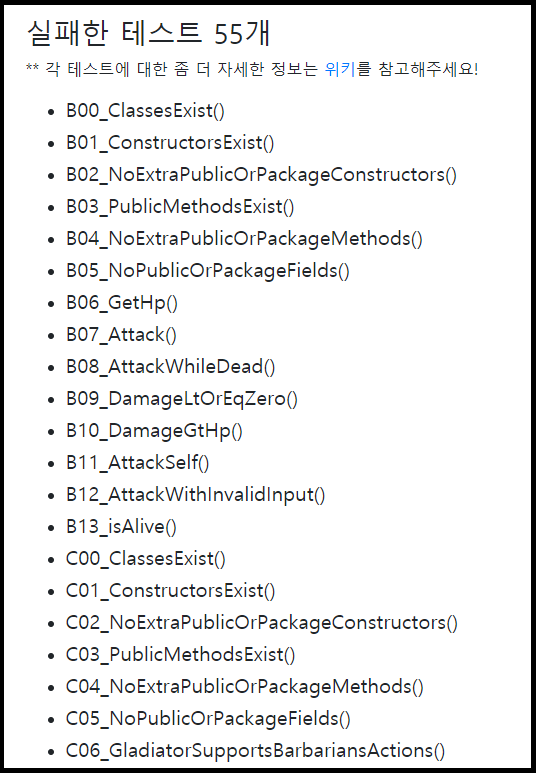 실패한 테스트 55개
** 각 테스트에 대한 좀 더 자세한 정보는 위키를 참고해주세요!
• B00_ClassesExist()
• B01_ConstructorsExist()
• B02_NoExtraPublicOrPackageConstructors()
• B03_PublicMethodsExist()
• B04_NoExtraPublicOrPackageMethods()
• B05_NoPublicOrPackageFields()
• B06_GetHp()
• B07_Attack()
• B08_AttackWhileDead()
• B09_DamageLtOrEqZero()
• B10_DamageGtHp()
• B11_AttackSelf()
• B12_AttackWithInvalidInput()
• B13_isAlive()
• C00_ClassesExist()
• C01_ConstructorsExist()
• C02_NoExtraPublicOrPackageConstructors()
• C03_PublicMethodsExist()
• C04_NoExtraPublicOrPackageMethods()
• C05_NoPublicOrPackageFields()
• C06_GladiatorSupportsBarbariansActions()